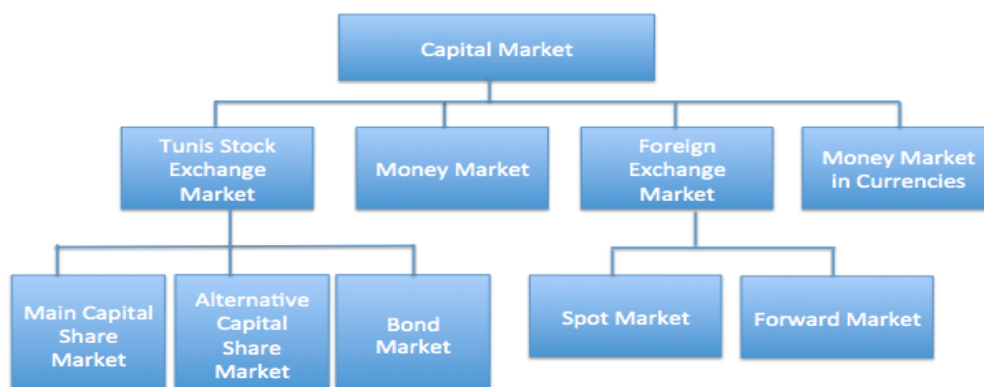 Capital Market
Tunis Stock
Exchange
Market
Money Market
Foreign
Exchange
Market
Money Market
in Currencies
Main Capital
Share
Market
Alternative
Capital
Share
Market
Bond
Market
Spot Market
Forward Market